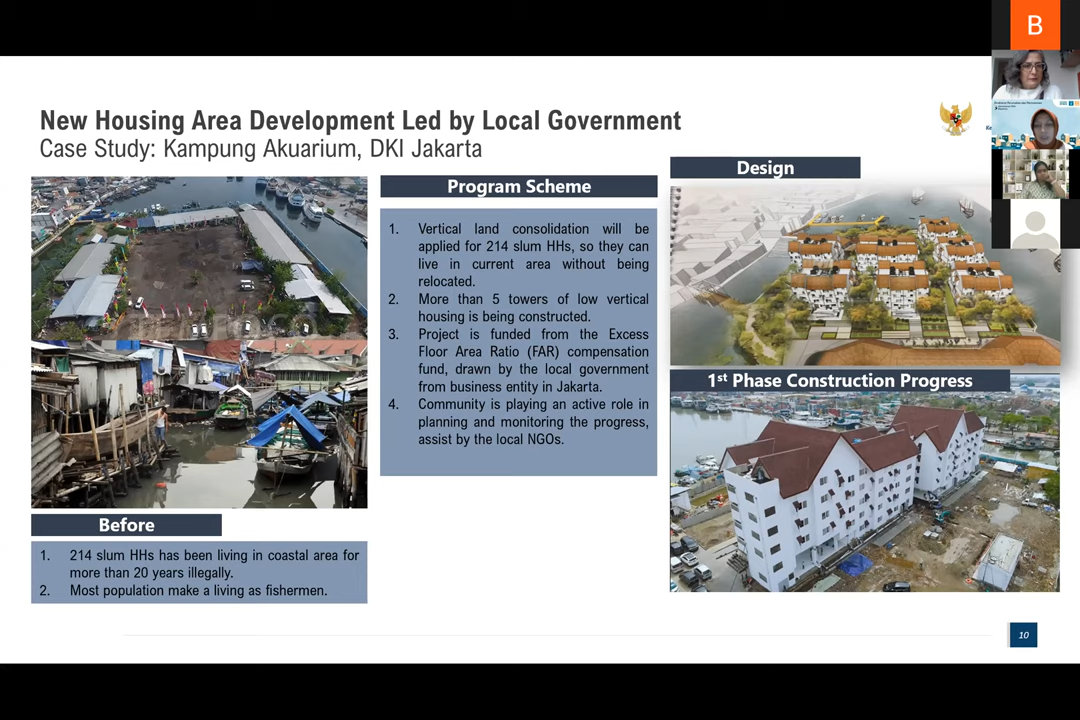 B
New Housing Area Development Led by Local Government
Case Study: Kampung Akuarium, DKI Jakarta
Program Scheme
1. Vertical land consolidation will be
applied for 214 slum HHs, so they can
live in current area without being
relocated.
2. More than 5 towers of low vertical
housing is being constructed.
3. Project is funded from the Excess
Floor Area Ratio (FAR) compensation
fund, drawn by the local government
from business entity in Jakarta.
4. Community is playing an active role in
planning and monitoring the progress,
assist by the local NGOs.
Before
1. 214 slum HHs has been living in coastal area for
more than 20 years illegally.
2. Most population make a living as fishermen.
Design
1st Phase Construction Progress
10